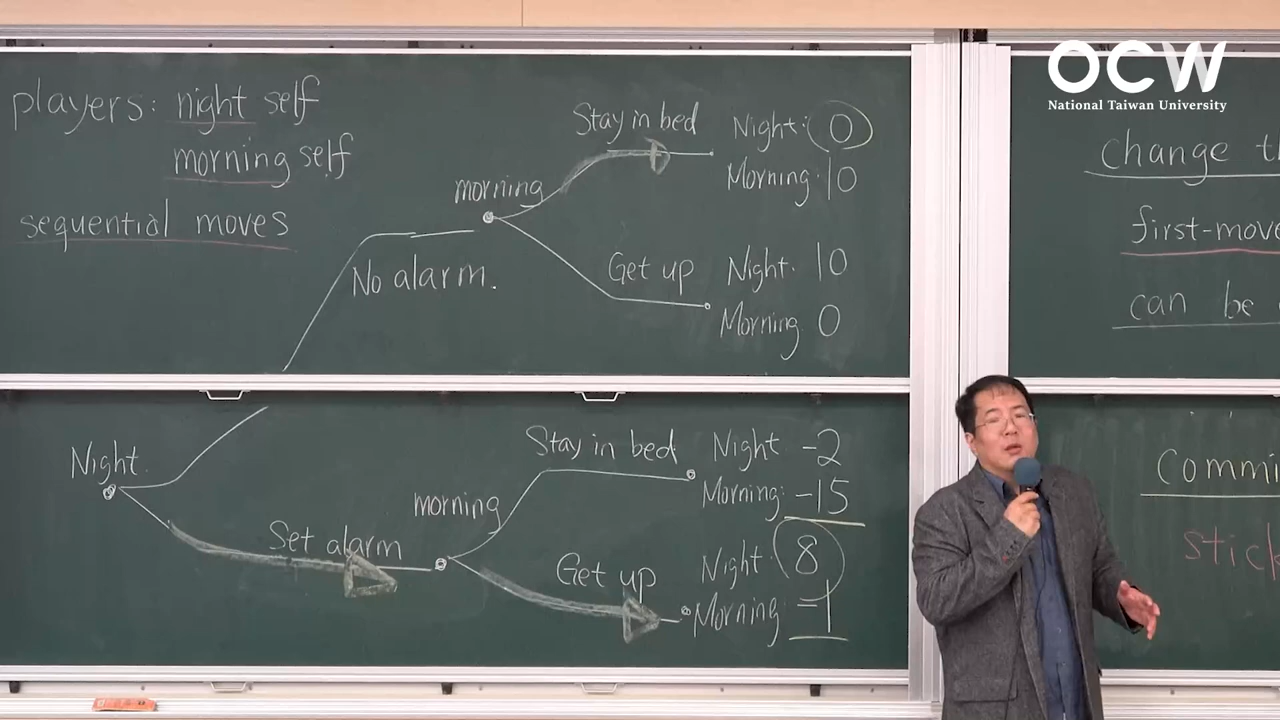 OCW
National Taiwan University
players: night self
morning self
sequential moves
morning
Stay in bed
Night: 0
Morning: 10
No alarm.
Get up
Night. 10
Morning. 0
change
first-move
can be
Night.
Set alarm
morning
Stay in bed
Night -2
Morning: -15
Get up
Night: 8
Morning -1
Commi
stick